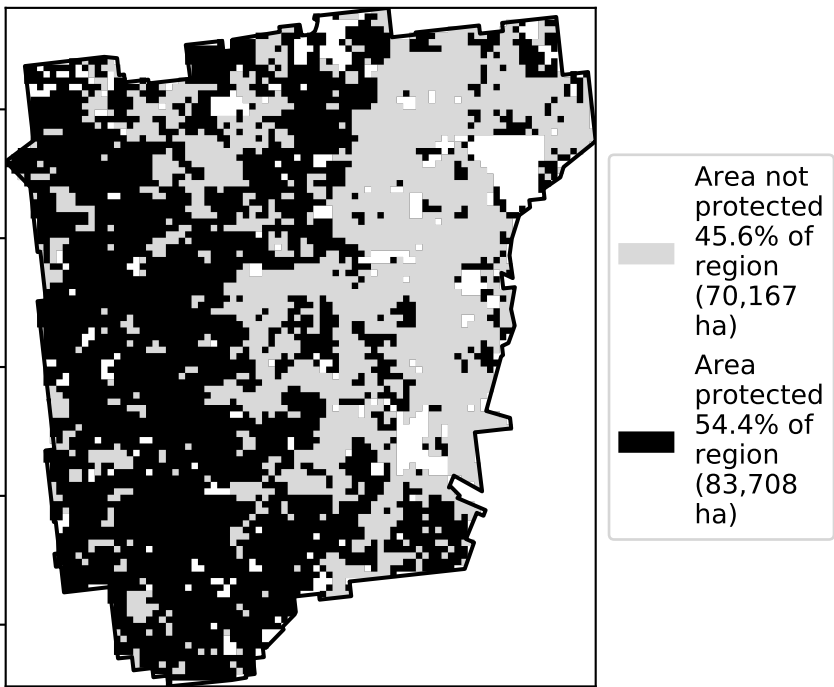 Area not
protected
45.6% of
region
(70,167
ha)
Area
protected
54.4% of
region
(83,708
ha)